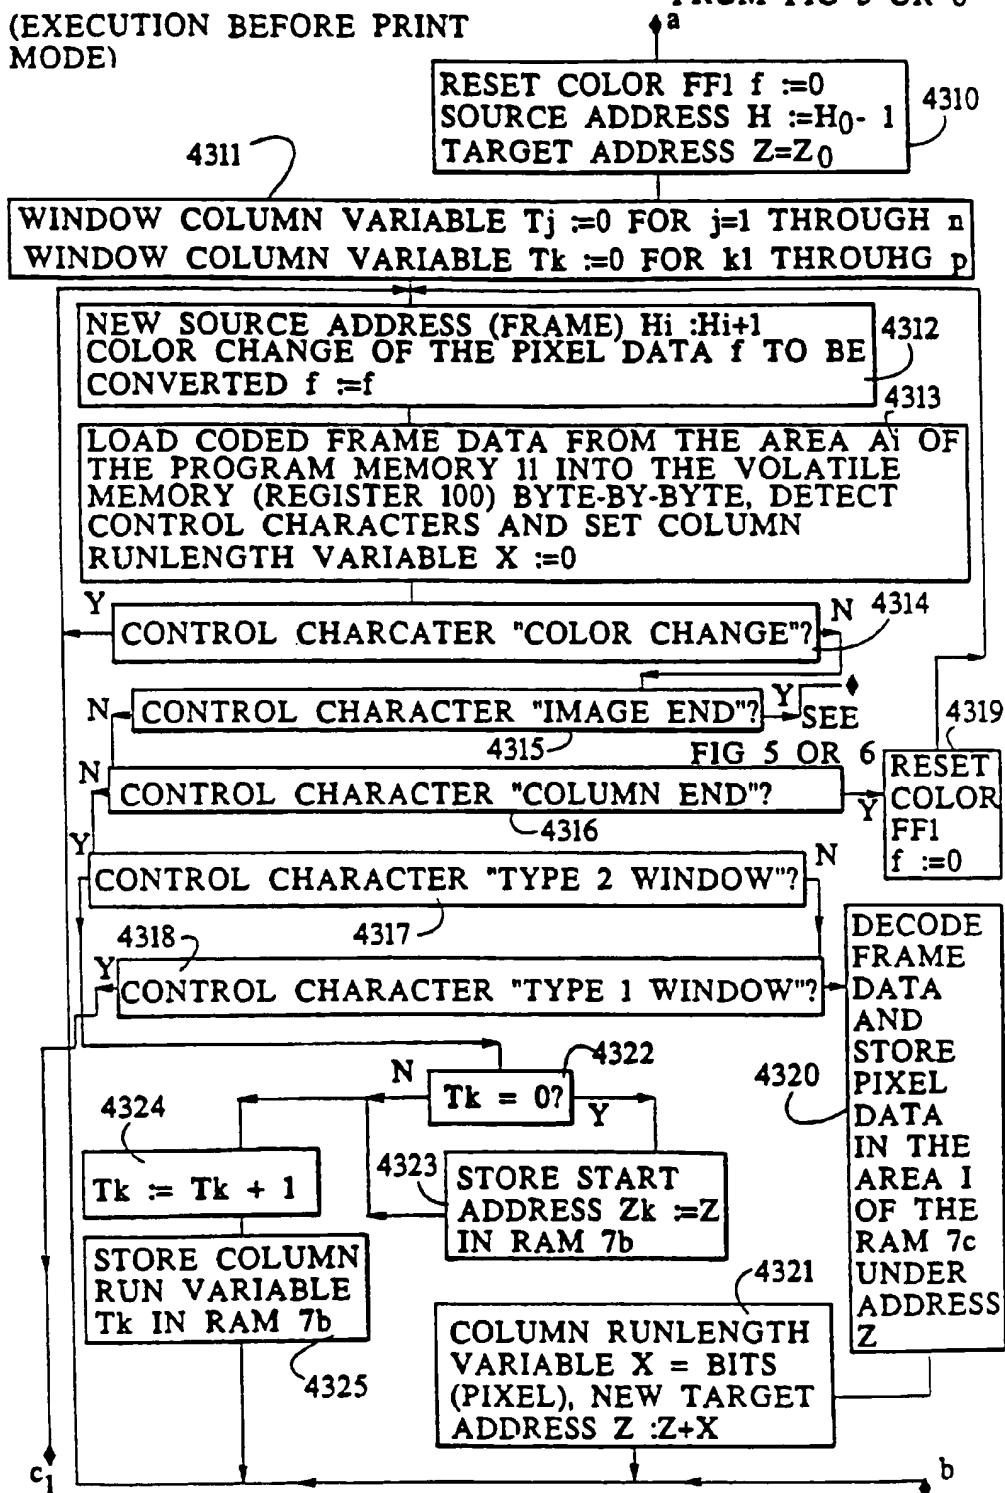 FROM FIG 5 OR 6
(EXECUTION BEFORE PRINT
MODE)
a
RESET COLOR FF1 f :=0
SOURCE ADDRESS H :=H0- 1
TARGET ADDRESS Z=Z0
4310
4311
WINDOW COLUMN VARIABLE Tj :=0 FOR j=1 THROUGH n
WINDOW COLUMN VARIABLE Tk :=0 FOR k1 THROUHG p
NEW SOURCE ADDRESS (FRAME) Hi :Hi+1
COLOR CHANGE OF THE PIXEL DATA f TO BE
CONVERTED f :=f
4312
4313
LOAD CODED FRAME DATA FROM THE AREA Ai OF
THE PROGRAM MEMORY 11 INTO THE VOLATILE
MEMORY (REGISTER 100) BYTE-BY-BYTE, DETECT
CONTROL CHARACTERS AND SET COLUMN
RUNLENGTH VARIABLE X :=0
Y
CONTROL CHARCATER "COLOR CHANGE"?
N
4314
N
CONTROL CHARACTER "IMAGE END"?
Y
SEE
4315
FIG 5 OR 6
4319
RESET
COLOR
FF1
f :=0
N
CONTROL CHARACTER "COLUMN END"?
Y
4316
Y
CONTROL CHARACTER "TYPE 2 WINDOW"?
N
4317
4318
Y
CONTROL CHARACTER "TYPE 1 WINDOW"?
DECODE
FRAME
DATA
AND
STORE
PIXEL
DATA
IN THE
AREA I
OF THE
RAM 7c
UNDER
ADDRESS
Z
4320
4322
N
Tk = 0?
Y
4324
Tk := Tk + 1
4323
STORE START
ADDRESS Zk :=Z
IN RAM 7b
STORE COLUMN
RUN VARIABLE
Tk IN RAM 7b
4325
4321
COLUMN RUNLENGTH
VARIABLE X = BITS
(PIXEL), NEW TARGET
ADDRESS Z :Z+X
c1
b